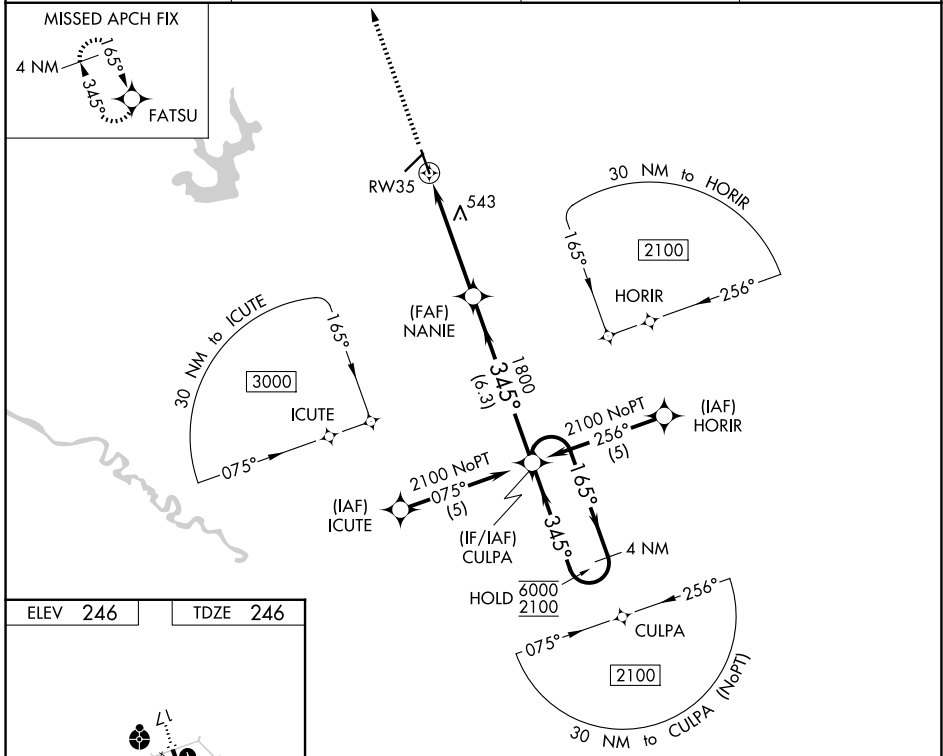 MISSED APCH FIX
4 NM
165°
345°
FATSU
RW35
543
30 NM to HORIR
165°
2100
HORIR
256°
(FAF)
NANIE
30 NM to ICUTE
165°
3000
ICUTE
075°
345°
1800
(6.3)
2100 NoPT
256°
(5)
(IAF)
HORIR
2100 NoPT
075°
(5)
(IAF)
ICUTE
165°
345°
(IF/IAF)
CULPA
4 NM
HOLD
6000
2100
256°
075°
CULPA
2100
30 NM to CULPA (NoPT)
ELEV 246
TDZE 246
17